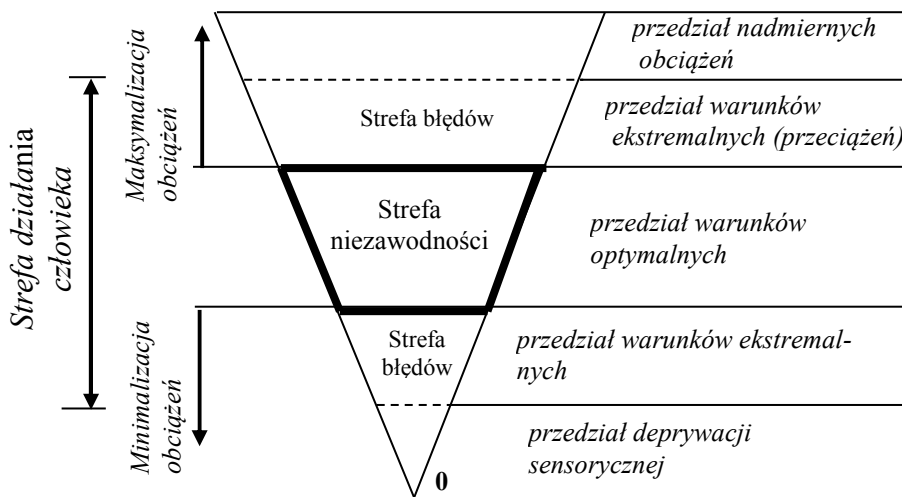 Strefa działania
człowieka
Maksymalizacja
obciążeń
Minimalizacja
obciążeń
Strefa błędów
Strefa
niezawodności
Strefa
błędów
0
przedział nadmiernych
obciążeń
przedział warunków
ekstremalnych (przeciążeń)
przedział warunków
optymalnych
przedział warunków ekstremal-
nych
przedział deprywacji
sensorycznej